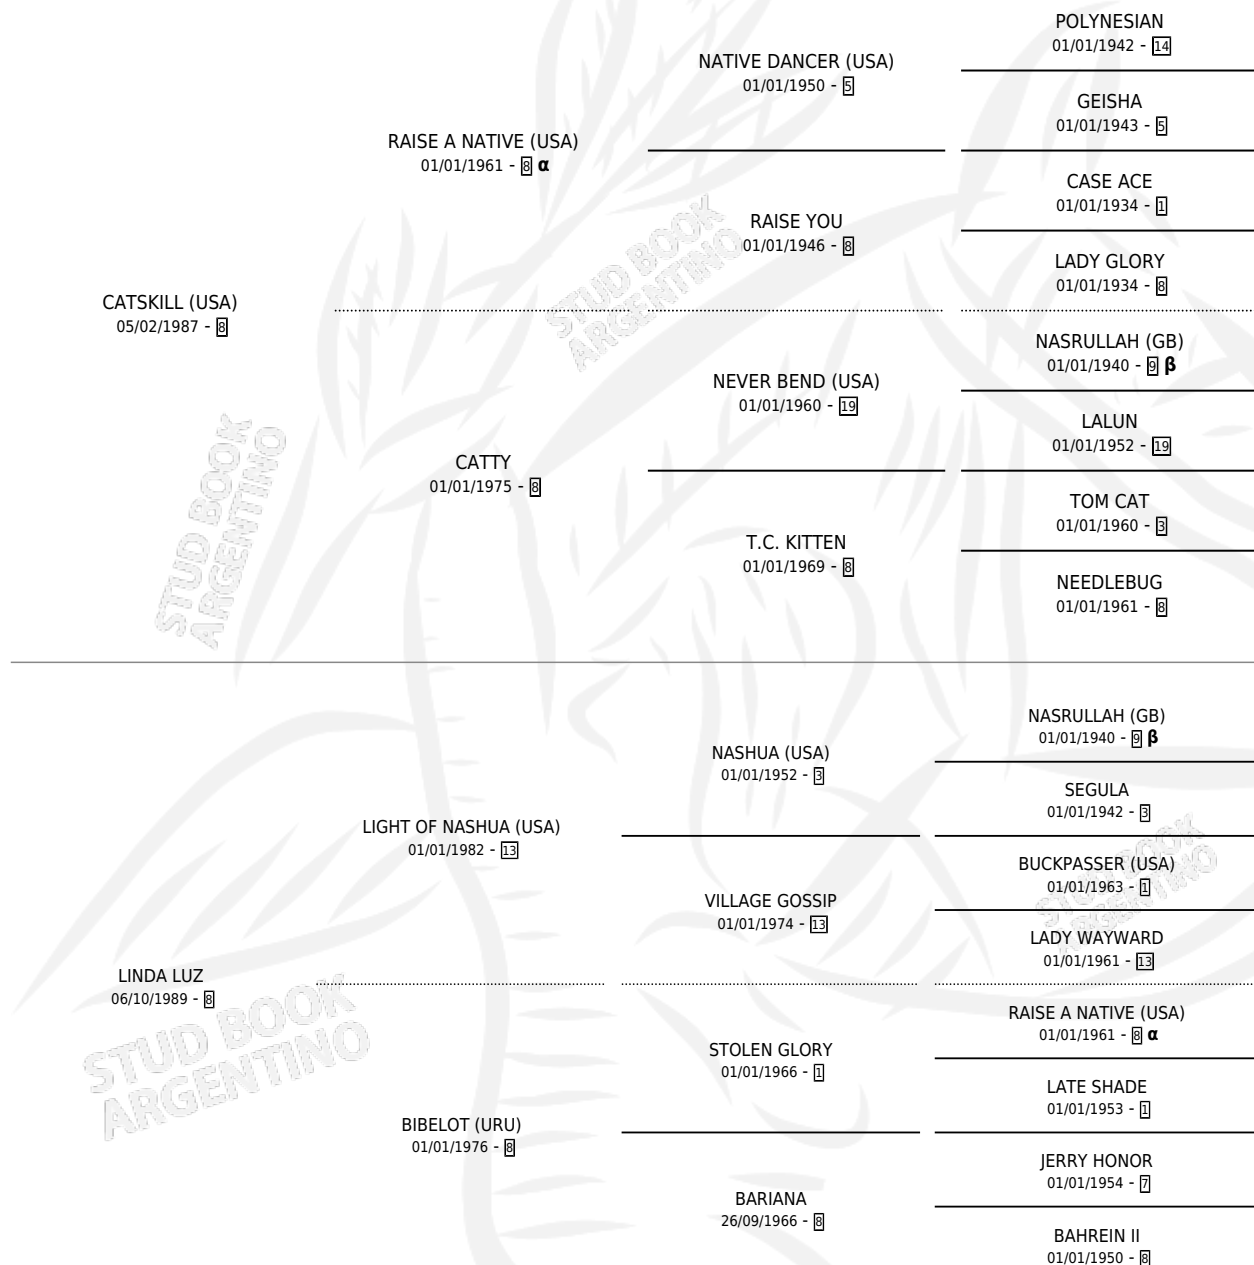 POLYNESIAN
01/01/1942 - 14
NATIVE DANCER (USA)
01/01/1950 - 5
GEISHA
01/01/1943 - 5
RAISE A NATIVE (USA)
01/01/1961 - 8 α
CASE ACE
01/01/1934 - 1
RAISE YOU
01/01/1946 - 8
LADY GLORY
01/01/1934 - 8
CATSKILL (USA)
05/02/1987 - 8
NASRULLAH (GB)
01/01/1940 - 9 β
NEVER BEND (USA)
01/01/1960 - 19
LALUN
01/01/1952 - 19
CATTY
01/01/1975 - 8
TOM CAT
01/01/1960 - 3
T.C. KITTEN
01/01/1969 - 8
NEEDLEBUG
01/01/1961 - 8
NASRULLAH (GB)
01/01/1940 - 9 β
NASHUA (USA)
01/01/1952 - 3
SEGULA
01/01/1942 - 3
LIGHT OF NASHUA (USA)
01/01/1982 - 13
BUCKPASSER (USA)
01/01/1963 - 1
VILLAGE GOSSIP
01/01/1974 - 13
LADY WAYWARD
01/01/1961 - 13
LINDA LUZ
06/10/1989 - 8
RAISE A NATIVE (USA)
01/01/1961 - 8 α
STOLEN GLORY
01/01/1966 - 1
LATE SHADE
01/01/1953 - 1
BIBELOT (URU)
01/01/1976 - 8
JERRY HONOR
01/01/1954 - 7
BARIANA
26/09/1966 - 8
BAHREIN II
01/01/1950 - 8
STUD BOOK
ARGENTINO
STUD BOOK
ARGENTINO
STUD BOOK
ARGENTINO
STUD BOOK
ARGENTINO